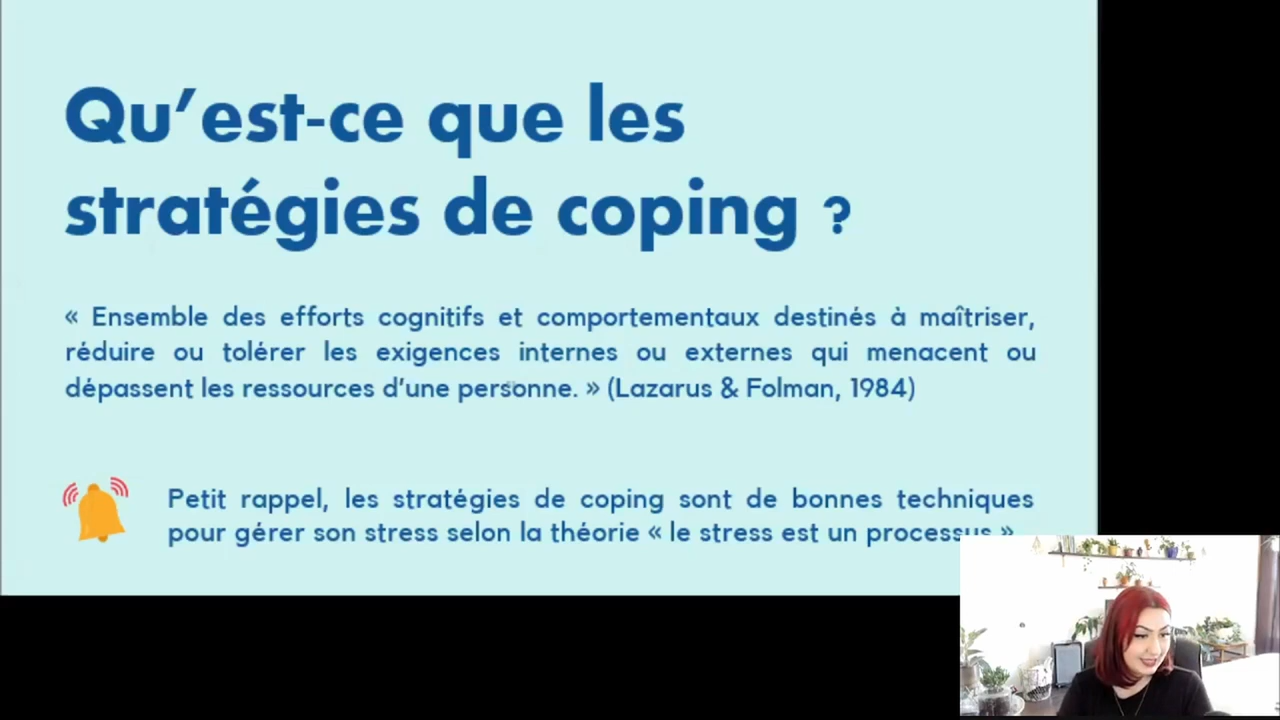 Qu’est-ce que les
stratégies de coping ?
« Ensemble des efforts cognitifs et comportementaux destinés à maîtriser,
réduire ou tolérer les exigences internes ou externes qui menacent ou
dépassent les ressources d’une personne. » (Lazarus & Folman, 1984)
Petit rappel, les stratégies de coping sont de bonnes techniques
pour gérer son stress selon la théorie « le stress est un processus »